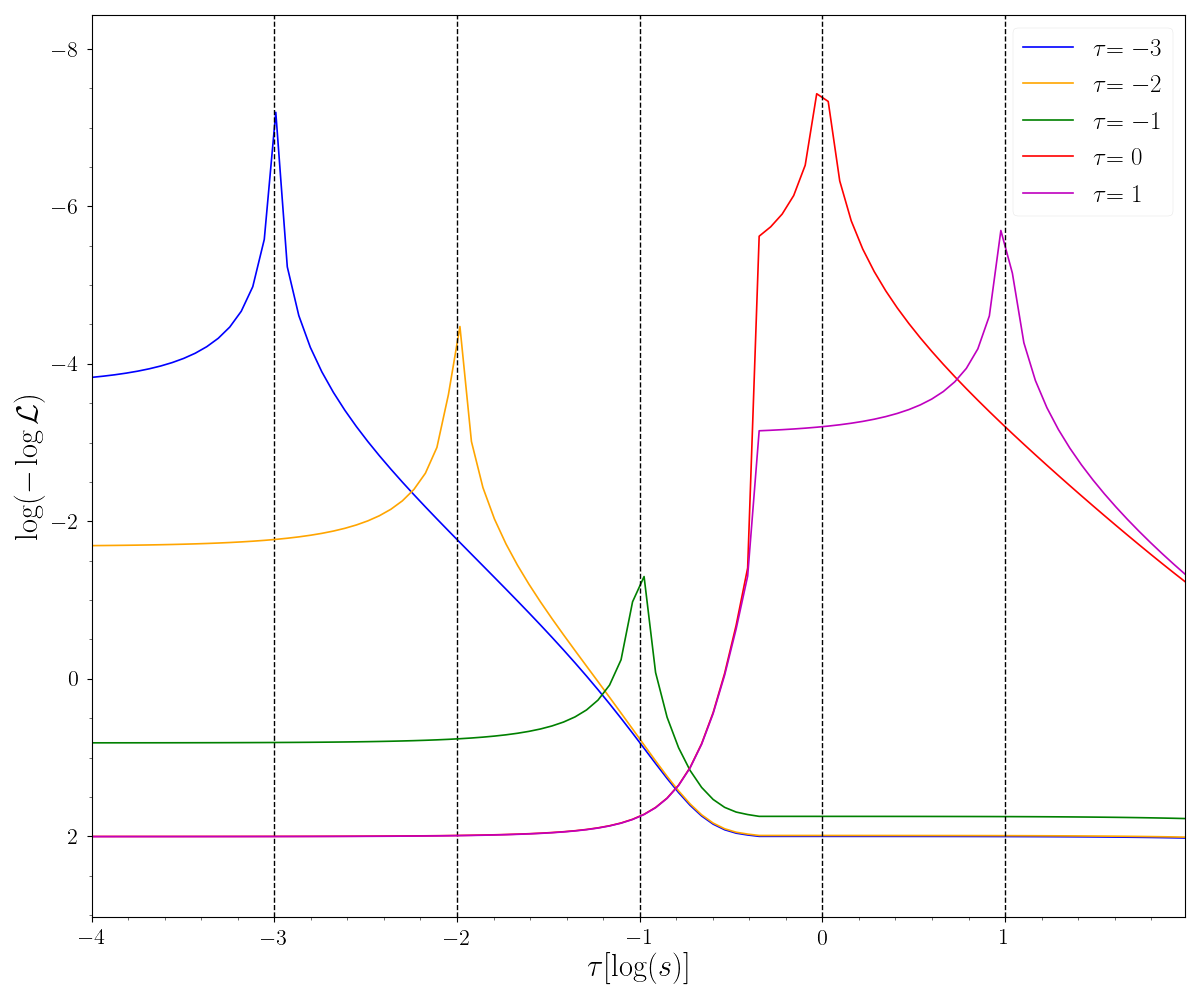 −8
−6
−4
−2
0
2
log(− log ℒ)
−4
−3
−2
−1
0
1
τ[log(s)]
τ = −3
τ = −2
τ = −1
τ = 0
τ = 1